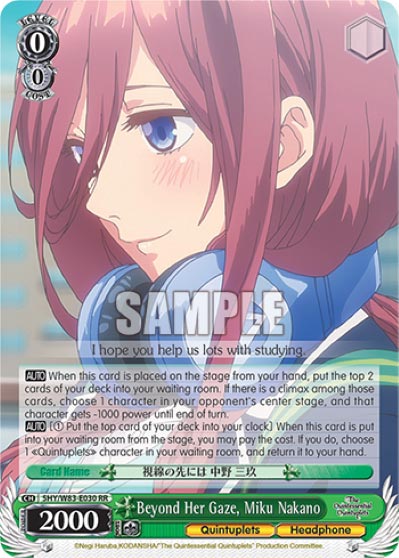 LEVEL
0
0
COST
SAMPLE
I hope you help us lots with studying.
AUTO When this card is placed on the stage from your hand, put the top 2
cards of your deck into your waiting room. If there is a climax among those
cards, choose 1 character in your opponent's center stage, and that
character gets -1000 power until end of turn.
AUTO [① Put the top card of your deck into your clock] When this card is put
into your waiting room, you may pay the cost. If you do, choose
1 «Quintuplets» character in your waiting room, and return it to your hand.
Card Name 視線の先には 中野 三玖
CH 5HY/W83-E030 RR
Beyond Her Gaze, Miku Nakano
The Quintessential Quintuplets
POWER 2000 SOUL
Quintuplets Headphone
©Negi Haruba,KODANSHA/"The Quintessential Quintuplets" Production Committee.